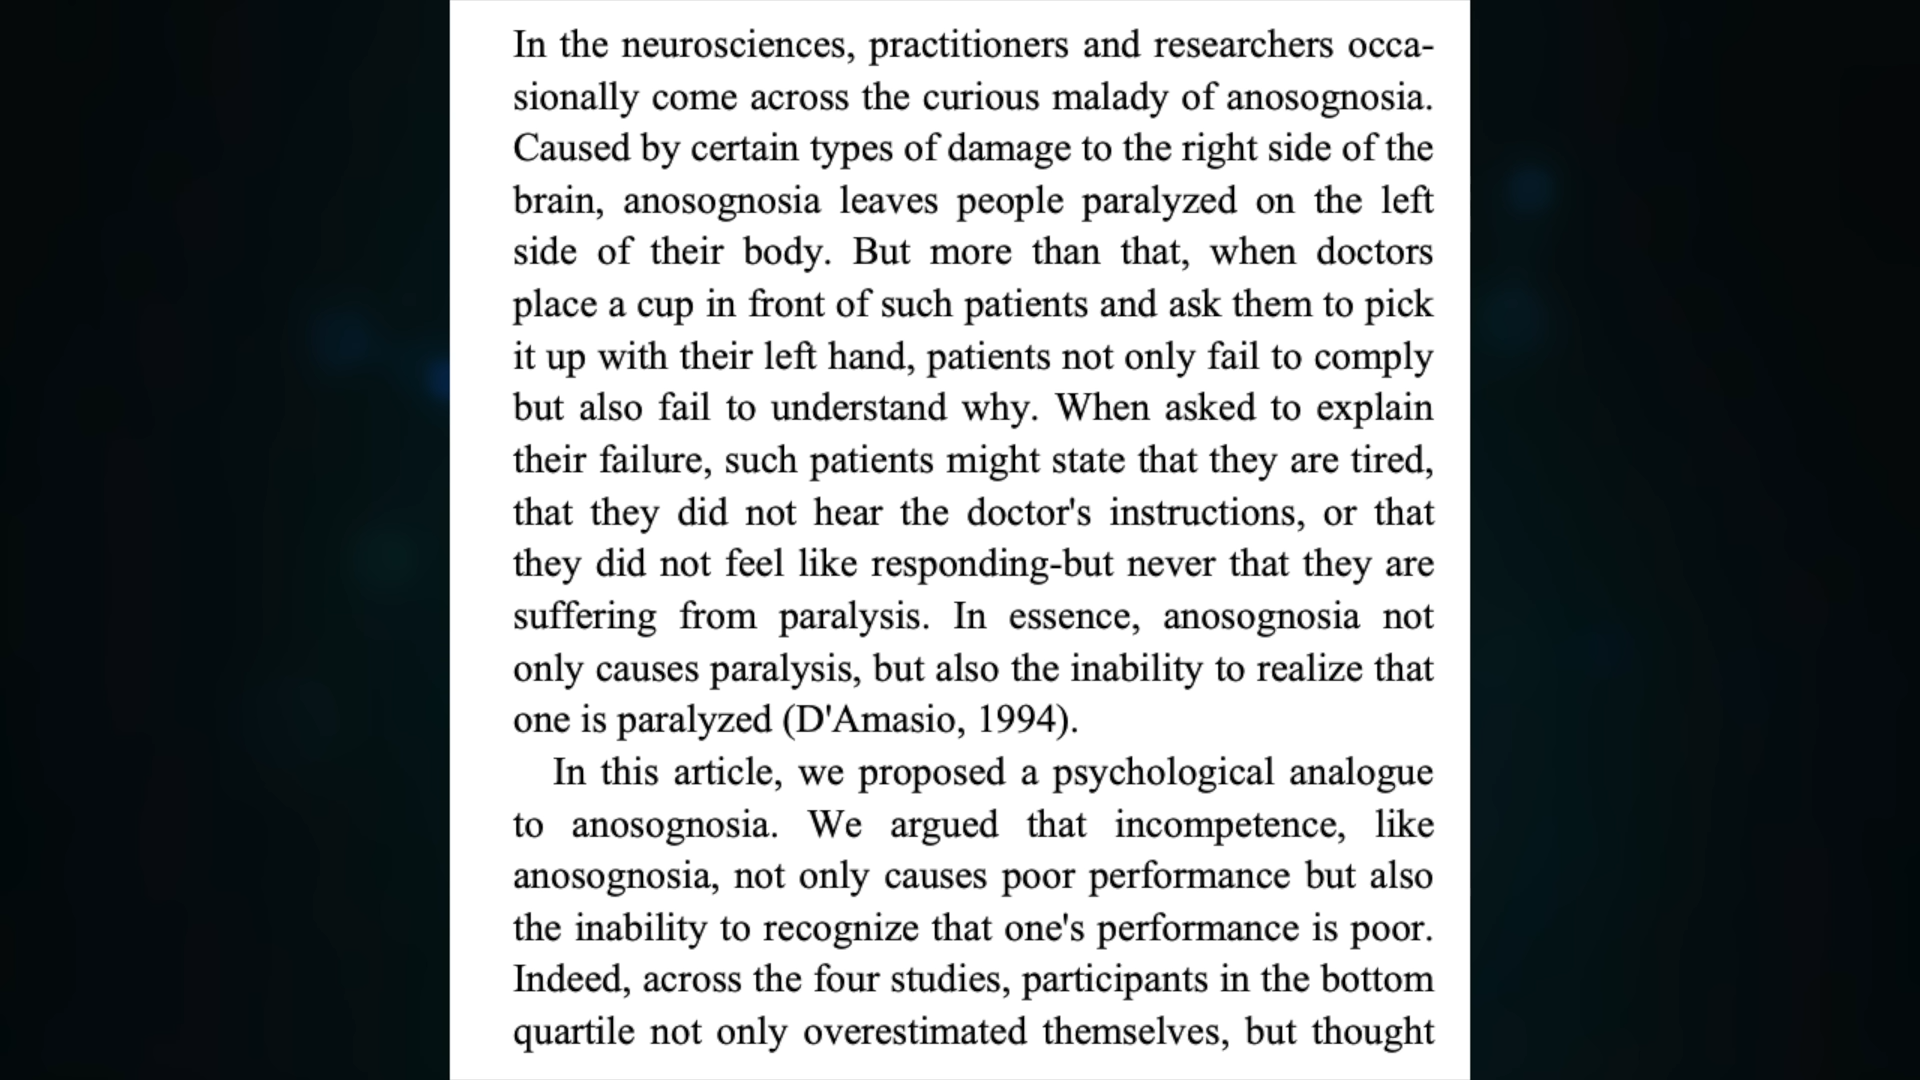 In the neurosciences, practitioners and researchers occa-
sionally come across the curious malady of anosognosia.
Caused by certain types of damage to the right side of the
brain, anosognosia leaves people paralyzed on the left
side of their body. But more than that, when doctors
place a cup in front of such patients and ask them to pick
it up with their left hand, patients not only fail to comply
but also fail to understand why. When asked to explain
their failure, such patients might state that they are tired,
that they did not hear the doctor's instructions, or that
they did not feel like responding-but never that they are
suffering from paralysis. In essence, anosognosia not
only causes paralysis, but also the inability to realize that
one is paralyzed (D'Amasio, 1994).
In this article, we proposed a psychological analogue
to anosognosia. We argued that incompetence, like
anosognosia, not only causes poor performance but also
the inability to recognize that one's performance is poor.
Indeed, across the four studies, participants in the bottom
quartile not only overestimated themselves, but thought